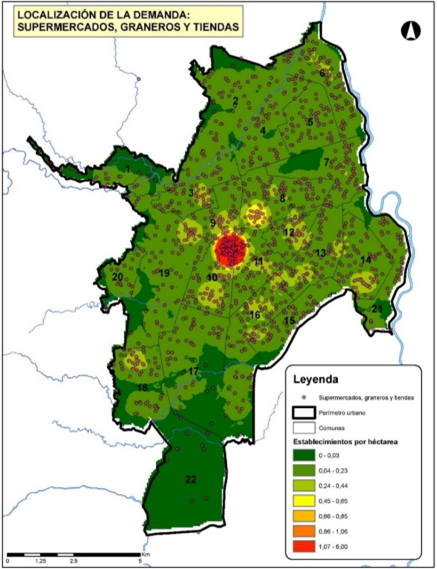 LOCALIZACIÓN DE LA DEMANDA:
SUPERMERCADOS, GRANEROS Y TIENDAS
6
2
5
4
7
1
3
8
9
12
13
11
14
20
19
10
16
15
21
17
18
22
Leyenda
Supermercados, graneros y tiendas
Perímetro urbano
Comunas
Establecimientos por héctarea
0 - 0,03
0,04 - 0,23
0,24 - 0,44
0,45 - 0,65
0,66 - 0,85
0,86 - 1,06
1,07 - 6,00
0 1,25 2,5 5
Km